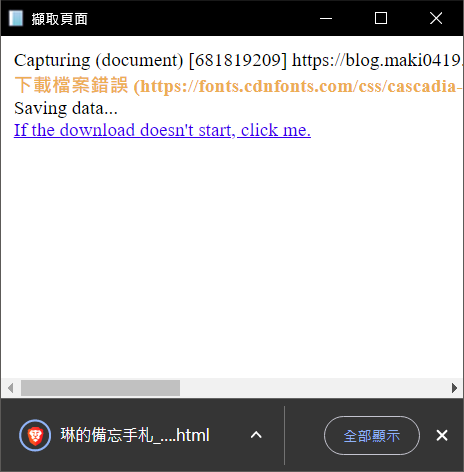 擷取頁面
Capturing (document) [681819209] https://blog.maki0419.
下載檔案錯誤 (https://fonts.cdnfonts.com/css/cascadia-
Saving data...
If the download doesn't start, click me.
琳的備忘手札_....html
全部顯示